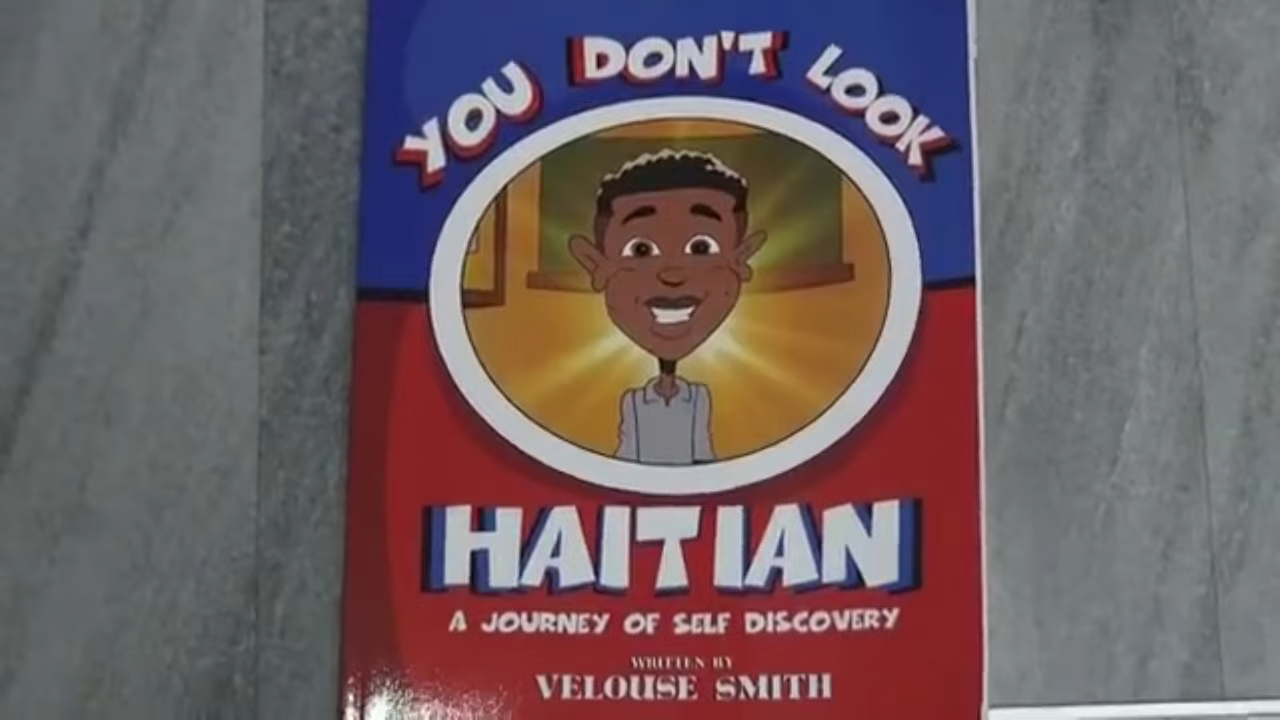 YOU DON'T LOOK
HAITIAN
A JOURNEY OF SELF DISCOVERY
WRITTEN BY
VELOUSE SMITH